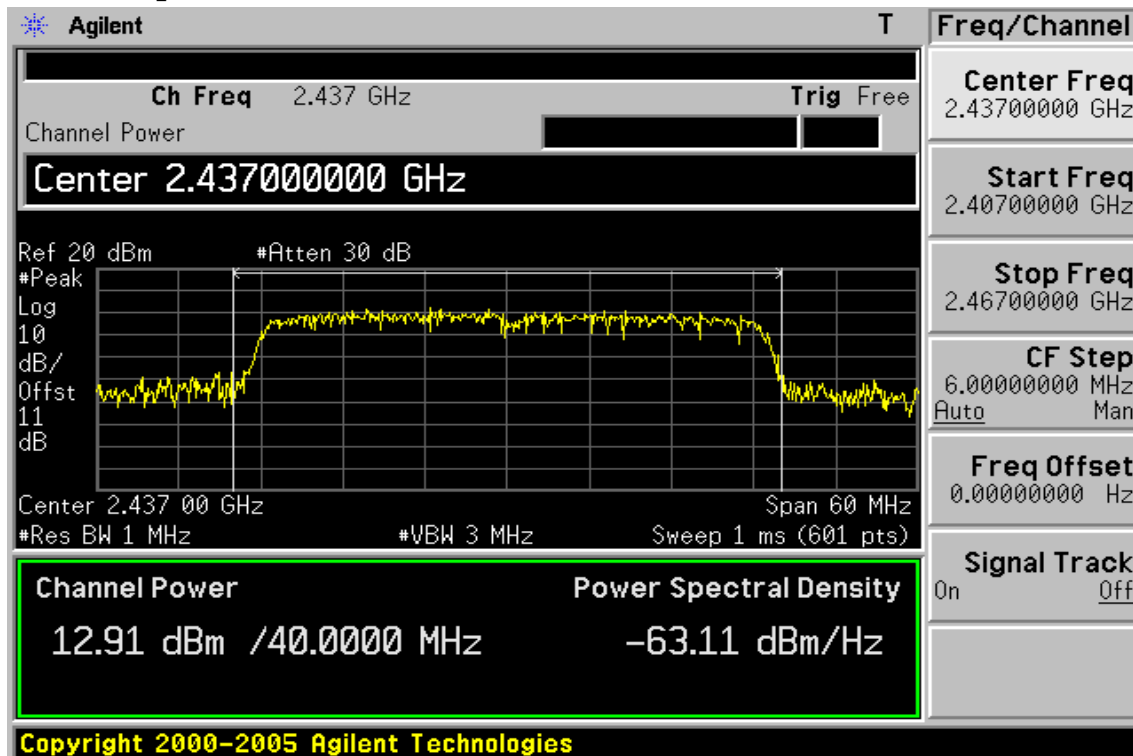 Agilent T Freq/Channel
Ch Freq 2.437 GHz Trig Free
Channel Power
Center 2.437000000 GHz
Ref 20 dBm #Atten 30 dB
#Peak
Log
10
dB/
Offst
11
dB
Center 2.437 00 GHz Span 60 MHz
#Res BW 1 MHz #VBW 3 MHz Sweep 1 ms (601 pts)
Channel Power Power Spectral Density
12.91 dBm /40.0000 MHz -63.11 dBm/Hz
Center Freq
2.43700000 GHz
Start Freq
2.40700000 GHz
Stop Freq
2.46700000 GHz
CF Step
6.00000000 MHz
Auto Man
Freq Offset
0.00000000 Hz
Signal Track
On Off
Copyright 2000-2005 Agilent Technologies